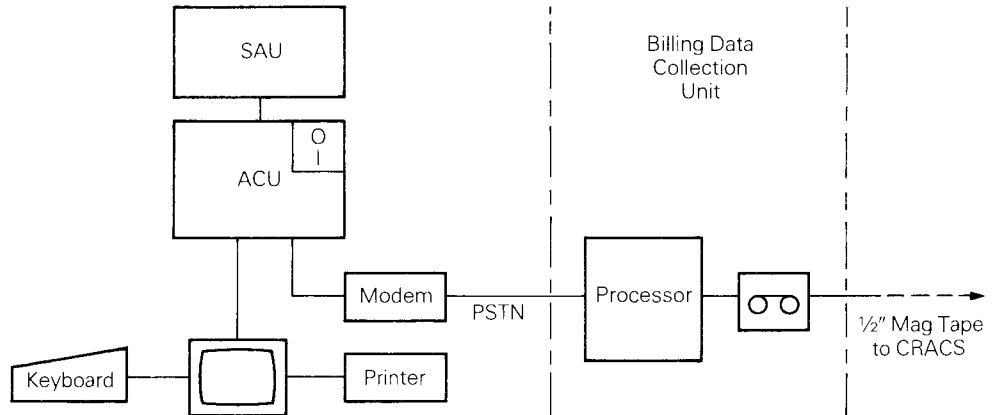 SAU
Billing Data
Collection
Unit
O
I
ACU
Modem
PSTN
Processor
½" Mag Tape
to CRACS
Keyboard
Printer